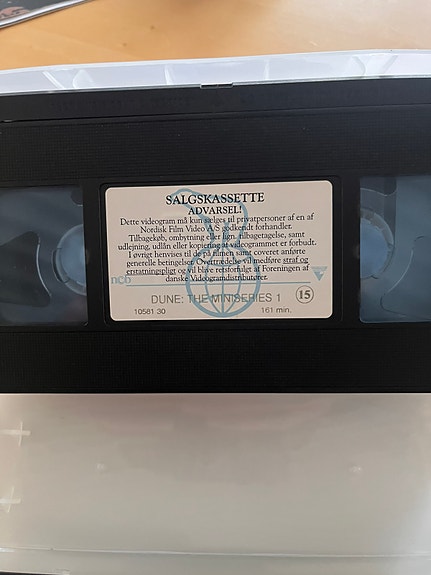 SALGSKASSETTE
ADVARSEL!
Dette videogram må kun sælges til privatpersoner af en af
Nordisk Film Video A/S godkendt forhandler.
Tilbagekøb, ombytning eller lign. tilbagetagelse, samt
udlejning, udlån eller kopiering af videogrammet er forbudt.
I øvrigt henvises til de på filmen samt coveret anførte
generelle betingelser. Overtrædelse vil medføre straf og
erstatningspligt og vil blive retsforfulgt af Foreningen af
danske Videogramdistributører.
ncb
DUNE: THE MINISERIES 1
15
10581 30
161 min.